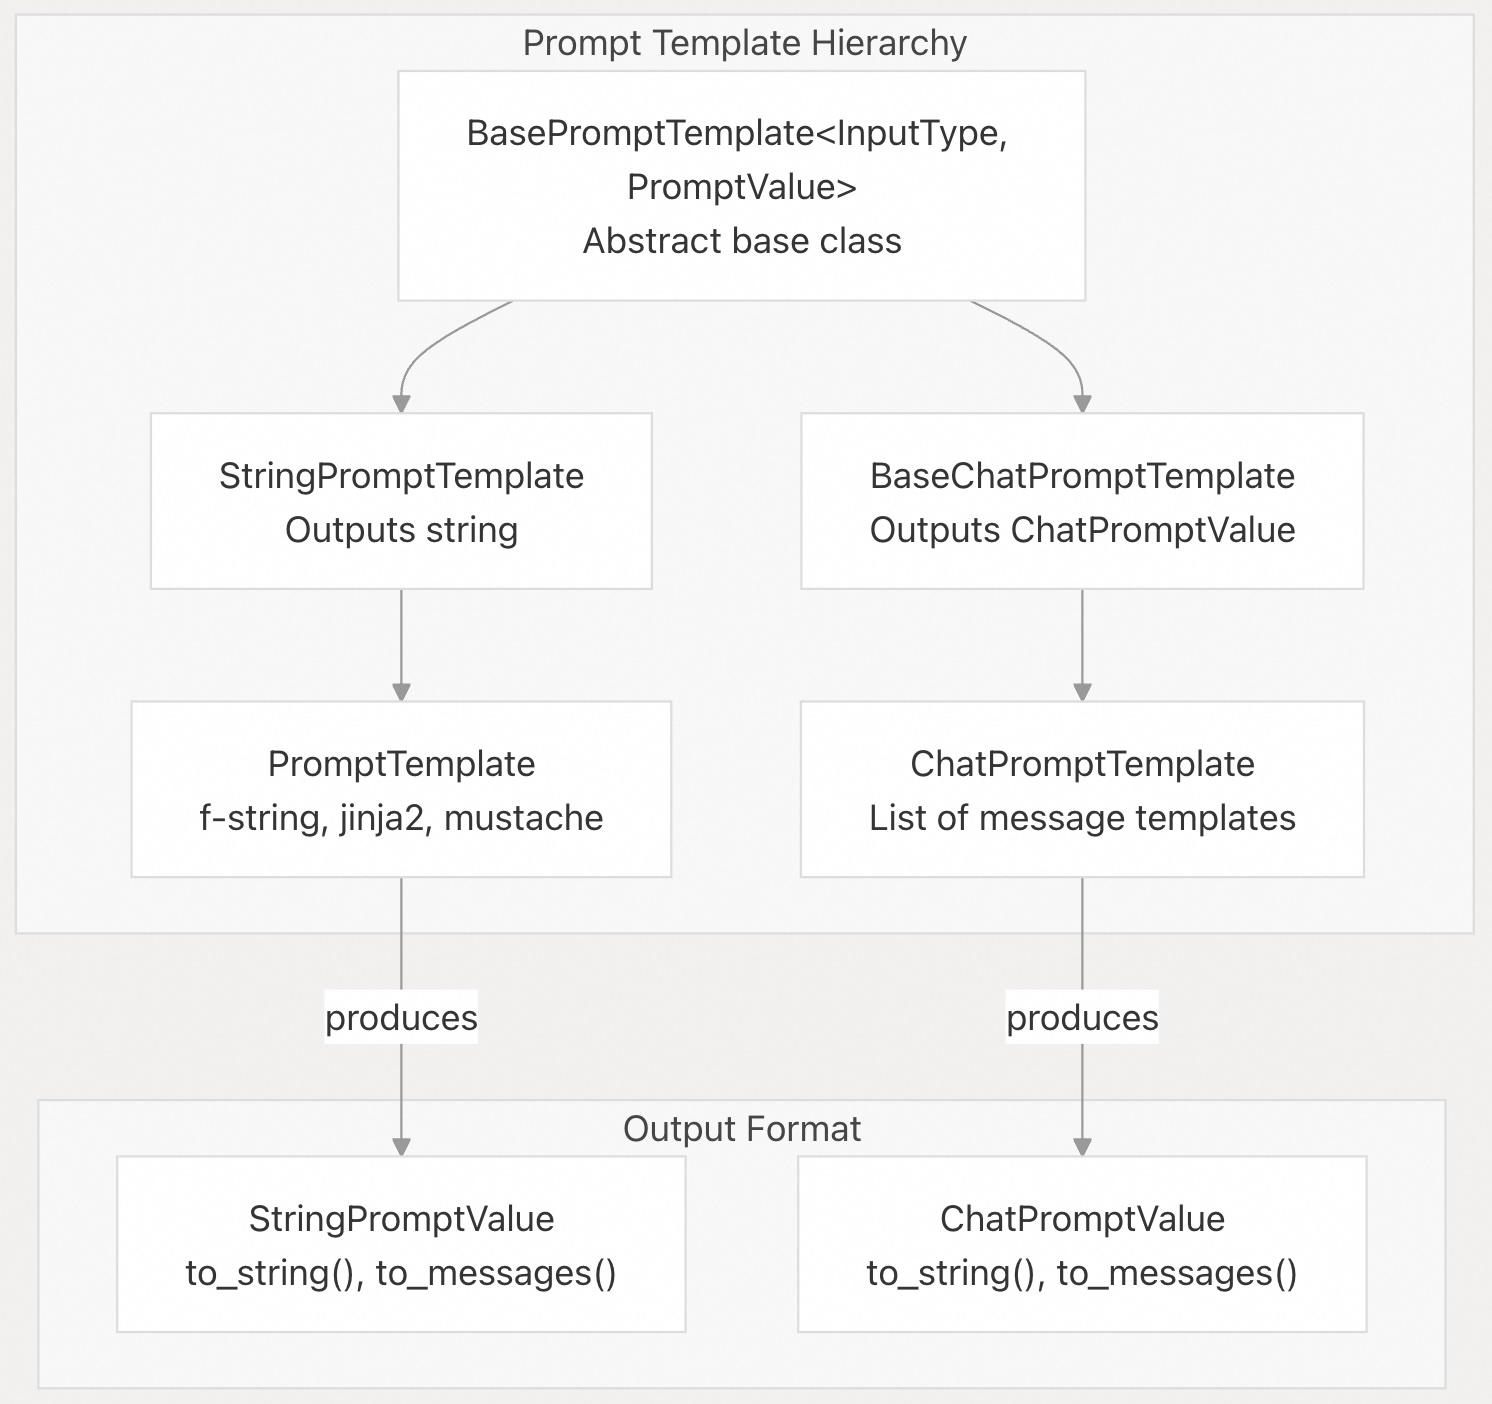 Prompt Template Hierarchy
BasePromptTemplate<InputType,
PromptValue>
Abstract base class
StringPromptTemplate
Outputs string
BaseChatPromptTemplate
Outputs ChatPromptValue
PromptTemplate
f-string, jinja2, mustache
ChatPromptTemplate
List of message templates
produces
produces
Output Format
StringPromptValue
to_string(), to_messages()
ChatPromptValue
to_string(), to_messages()